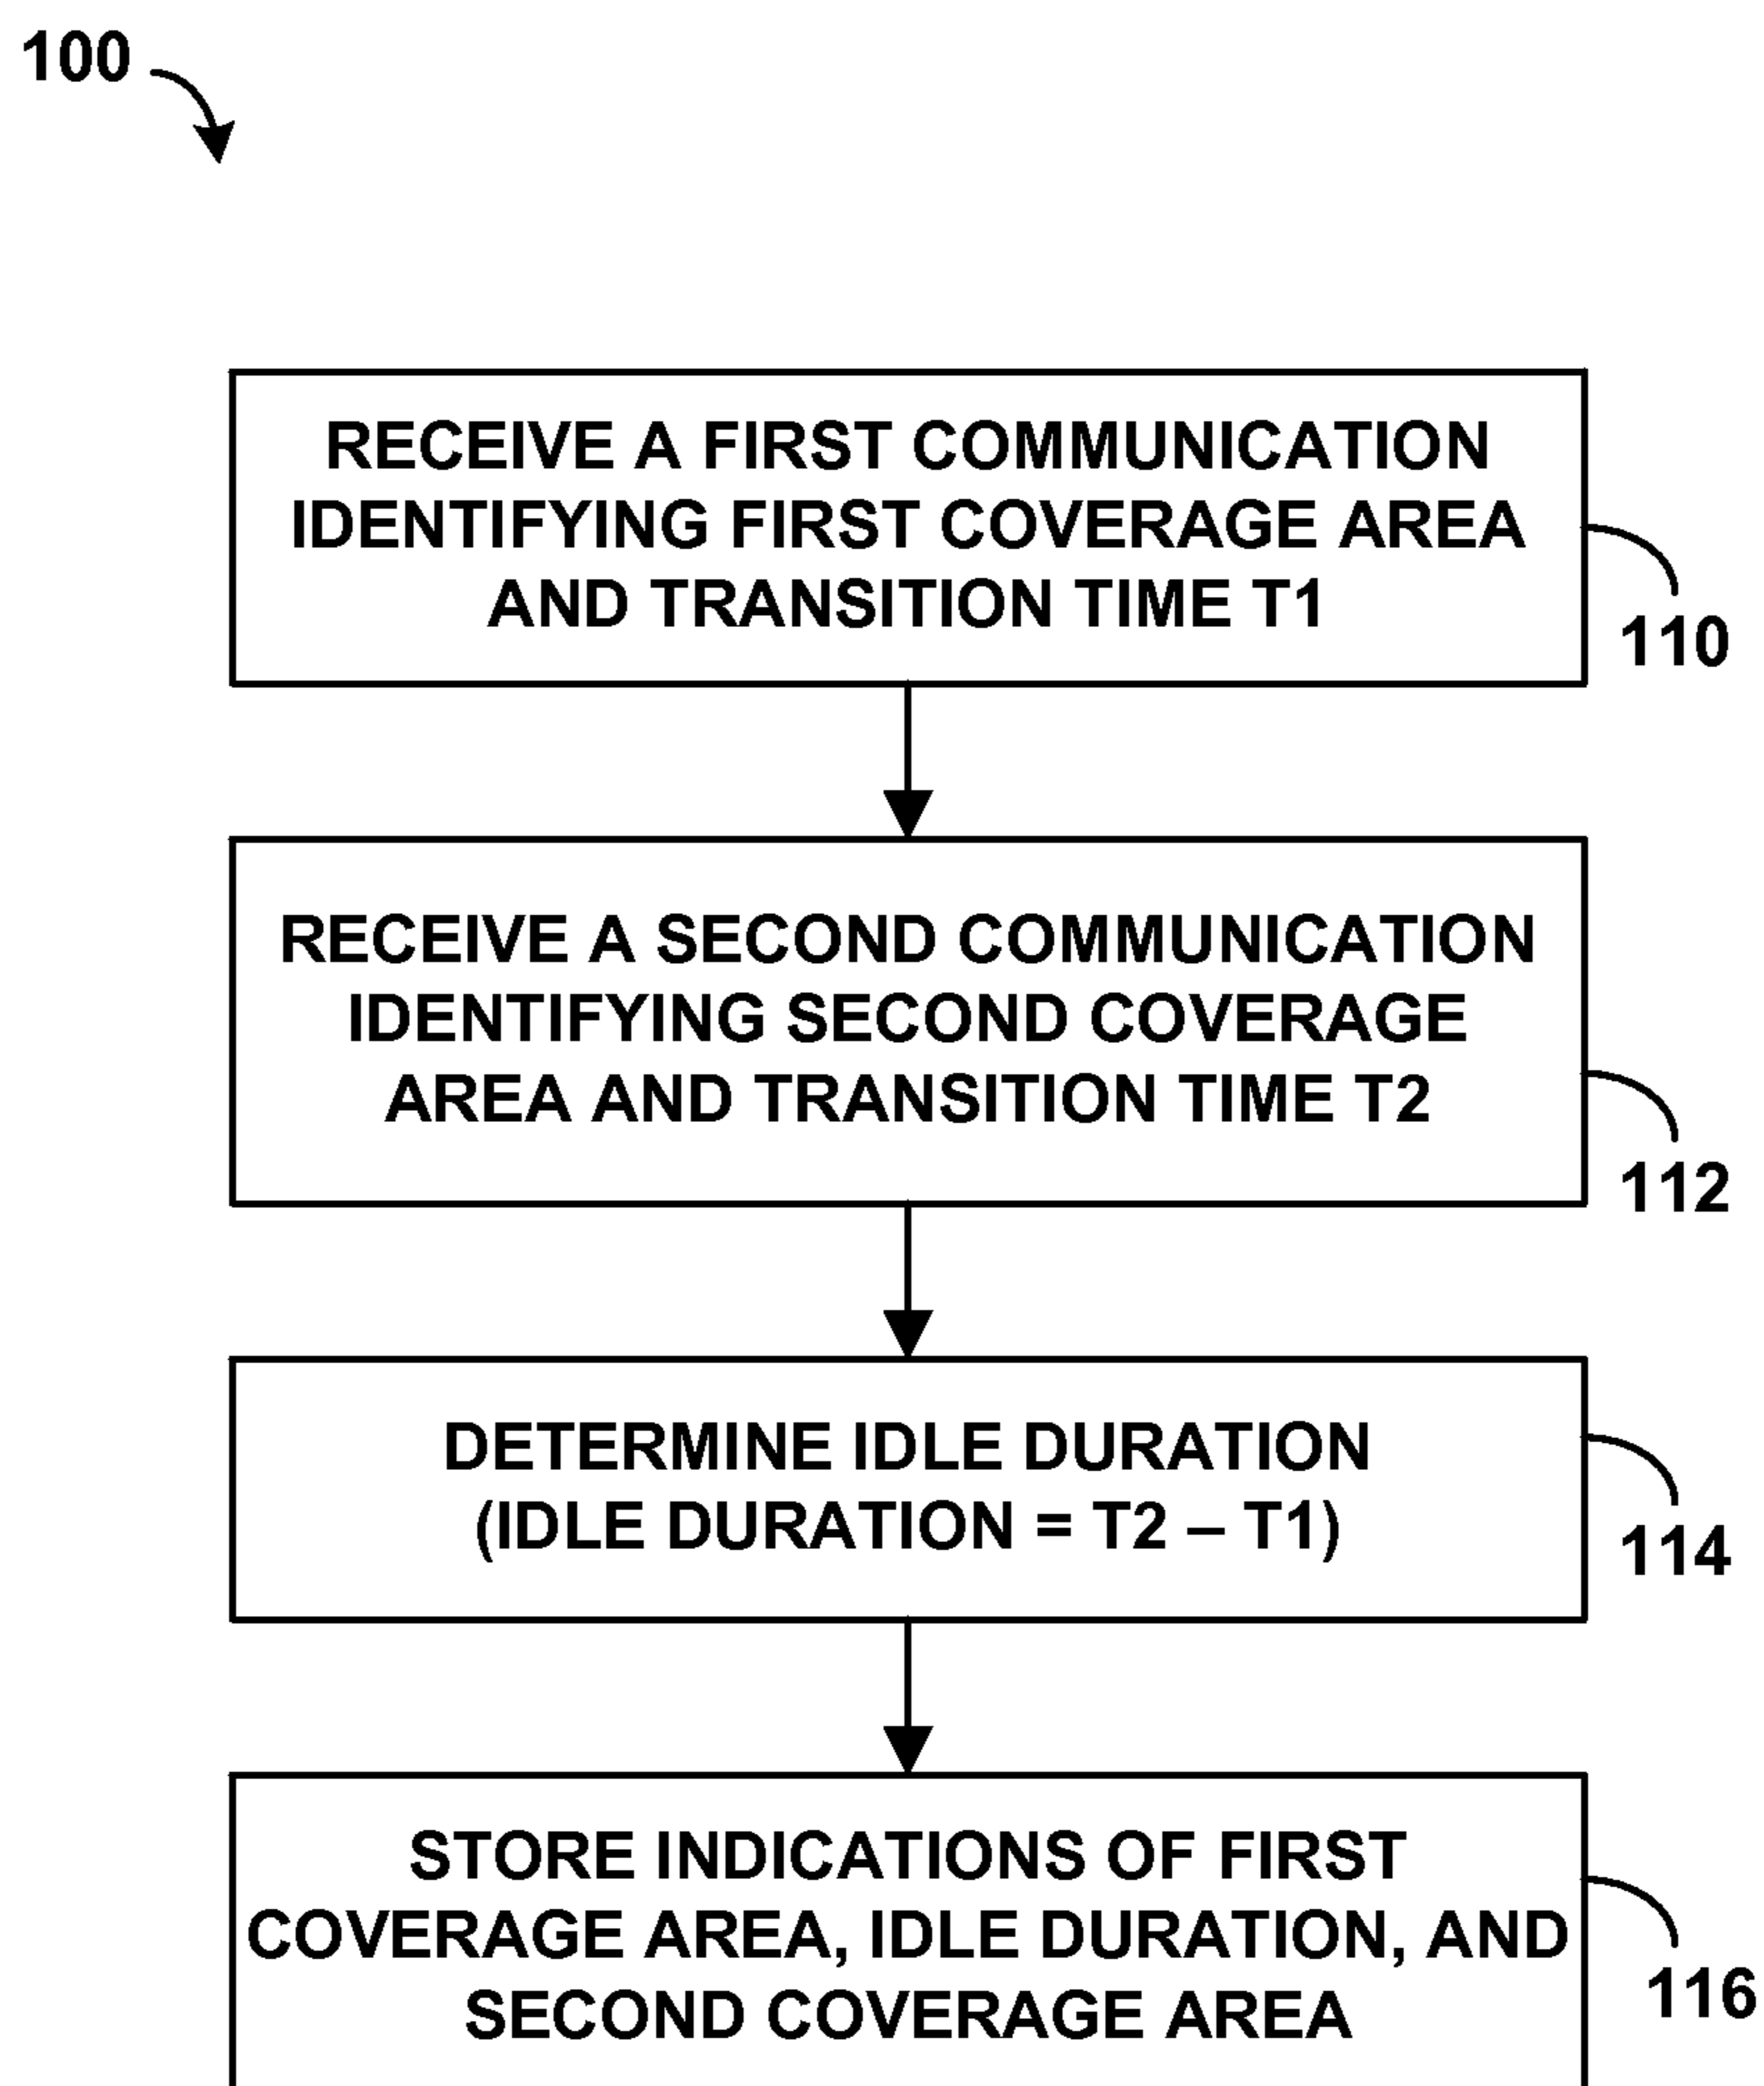 100
RECEIVE A FIRST COMMUNICATION
IDENTIFYING FIRST COVERAGE AREA
AND TRANSITION TIME T1
110
RECEIVE A SECOND COMMUNICATION
IDENTIFYING SECOND COVERAGE
AREA AND TRANSITION TIME T2
112
DETERMINE IDLE DURATION
(IDLE DURATION = T2 – T1)
114
STORE INDICATIONS OF FIRST
COVERAGE AREA, IDLE DURATION, AND
SECOND COVERAGE AREA
116